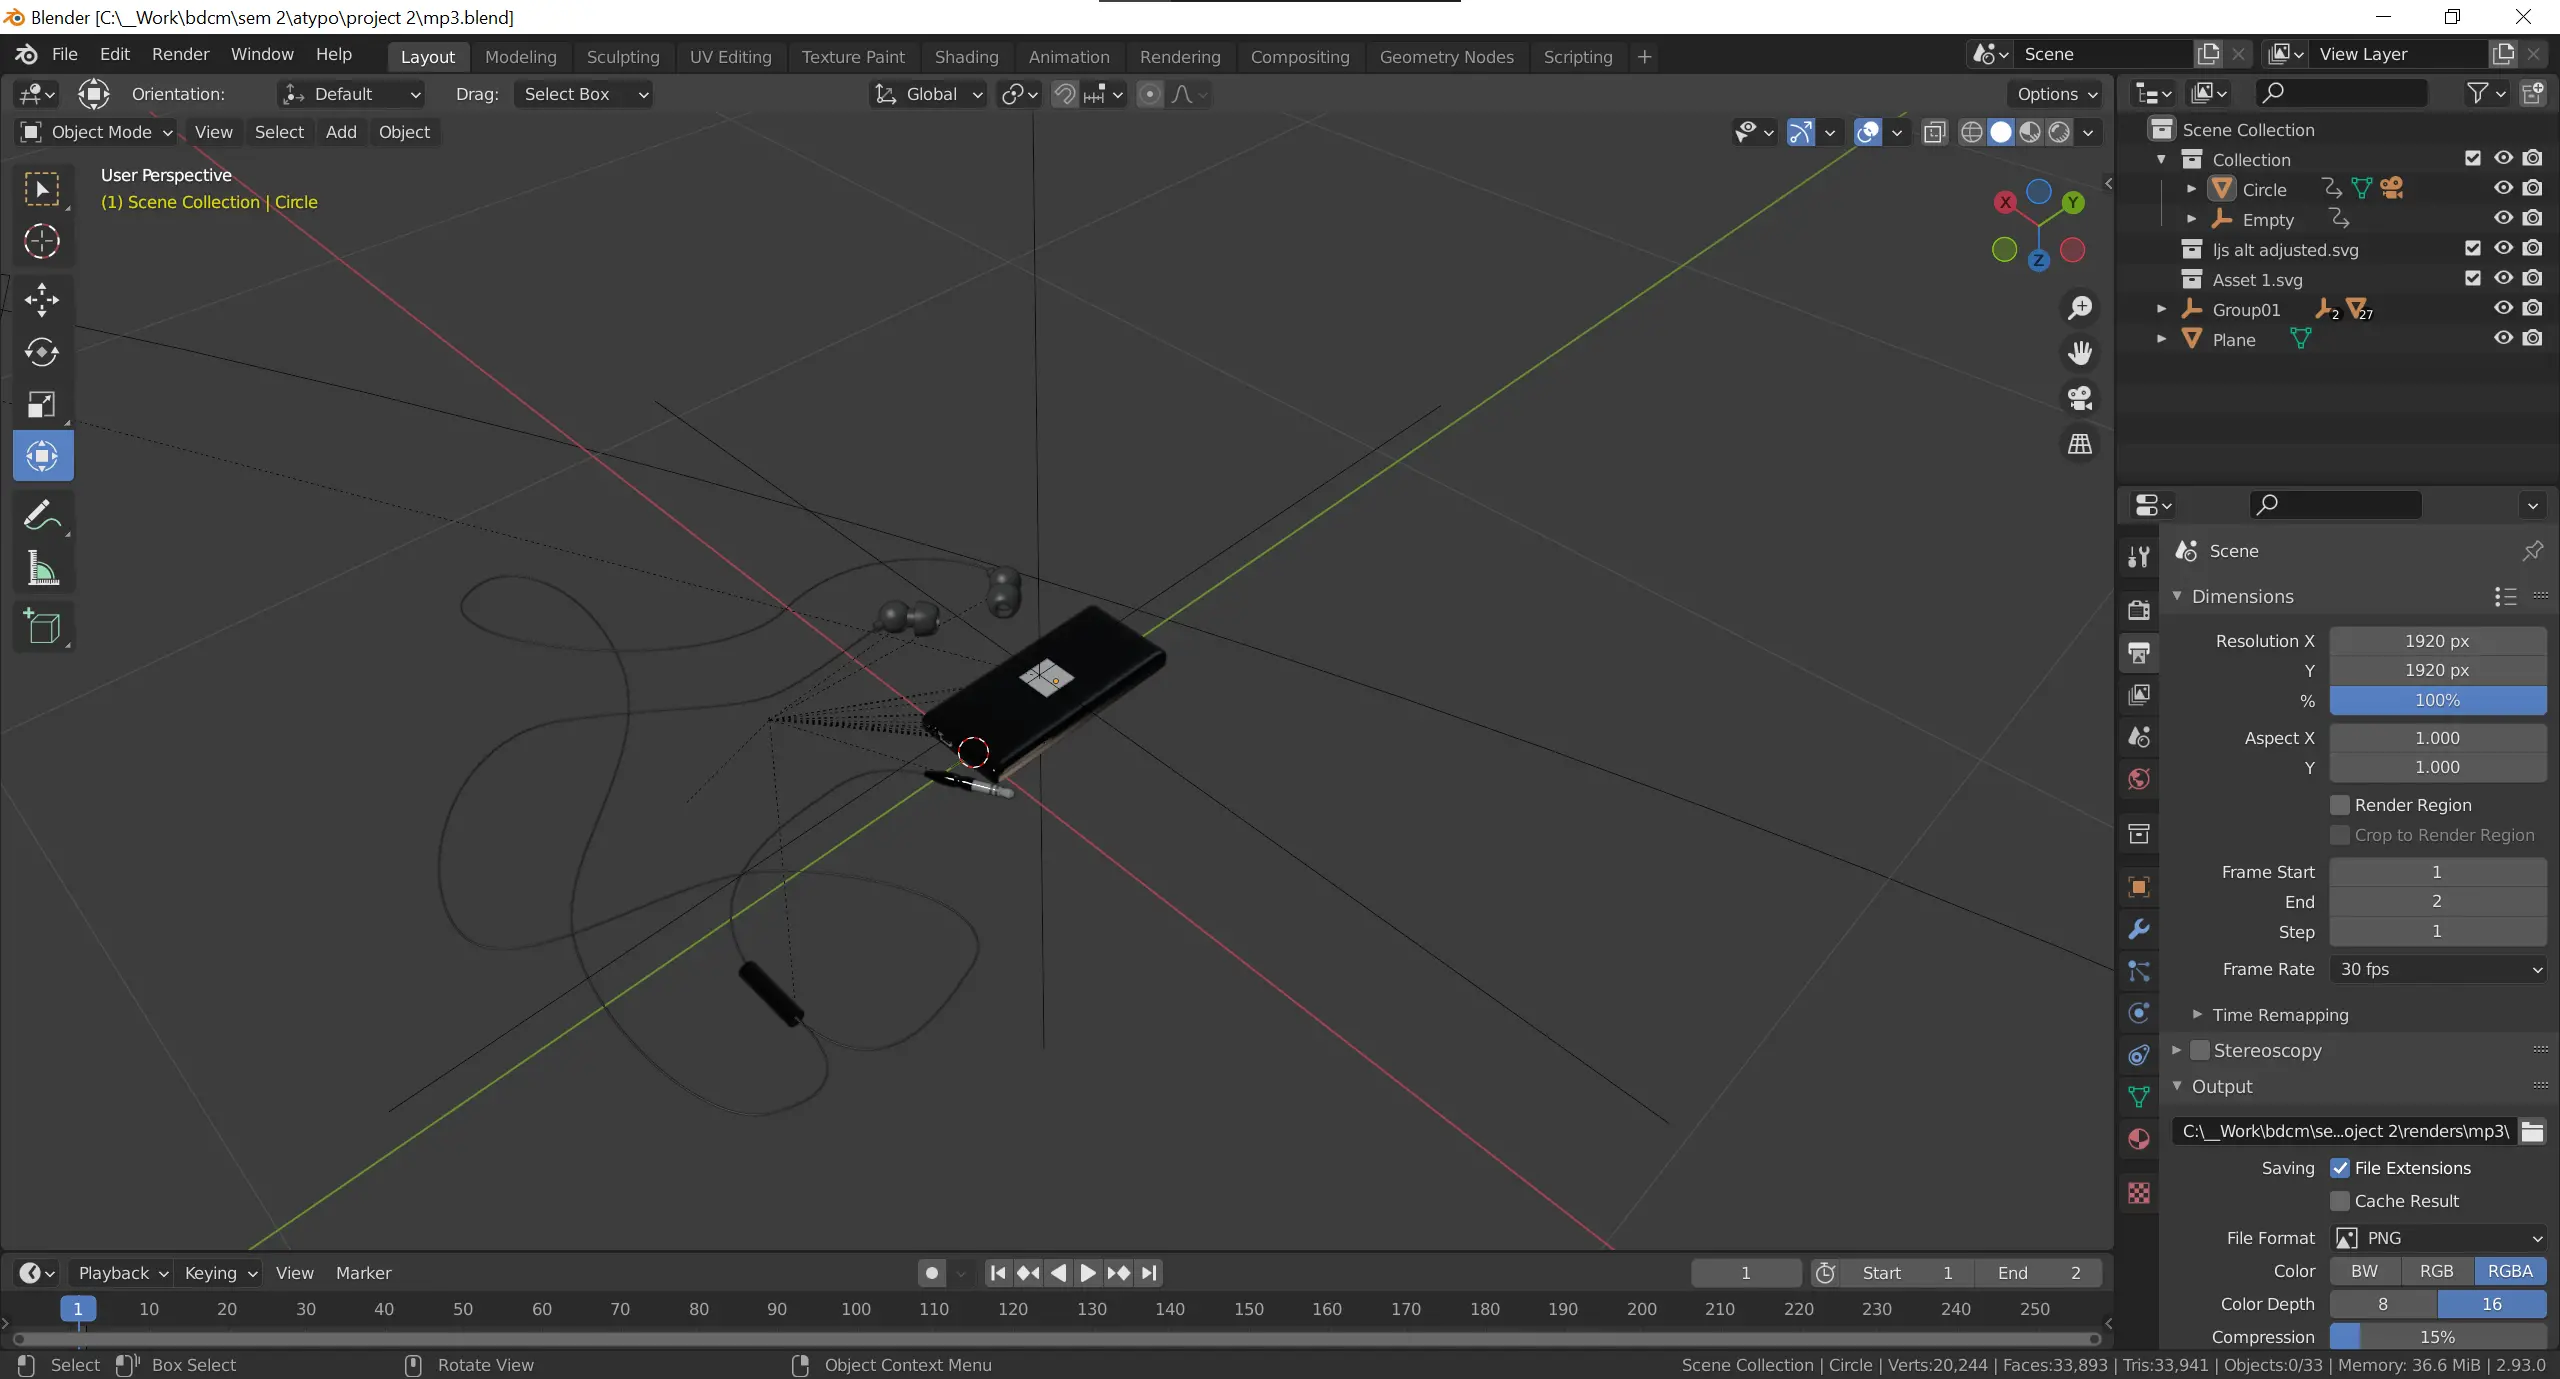 Blender [C:\__Work\bdcm\sem 2\atypo\project 2\mp3.blend]
File Edit Render Window Help Layout Modeling Sculpting UV Editing Texture Paint Shading Animation Rendering Compositing Geometry Nodes Scripting + Scene View Layer
Orientation: Default Drag: Select Box Global Options
Object Mode View Select Add Object
User Perspective
(1) Scene Collection | Circle
X Y Z
Scene Collection
Collection
Circle
Empty
ljs alt adjusted.svg
Asset 1.svg
Group01 2 27
Plane
Scene
Dimensions
Resolution X 1920 px
Y 1920 px
% 100%
Aspect X 1.000
Y 1.000
Render Region
Crop to Render Region
Frame Start 1
End 2
Step 1
Frame Rate 30 fps
Time Remapping
Stereoscopy
Output
C:\__Work\bdcm\se...oject 2\renders\mp3\
Saving File Extensions
Cache Result
File Format PNG
Color BW RGB RGBA
Color Depth 8 16
Compression 15%
Playback Keying View Marker 1 Start 1 End 2
1 10 20 30 40 50 60 70 80 90 100 110 120 130 140 150 160 170 180 190 200 210 220 230 240 250
Select Box Select Rotate View Object Context Menu Scene Collection | Circle | Verts:20,244 | Faces:33,893 | Tris:33,941 | Objects:0/33 | Memory: 36.6 MiB | 2.93.0